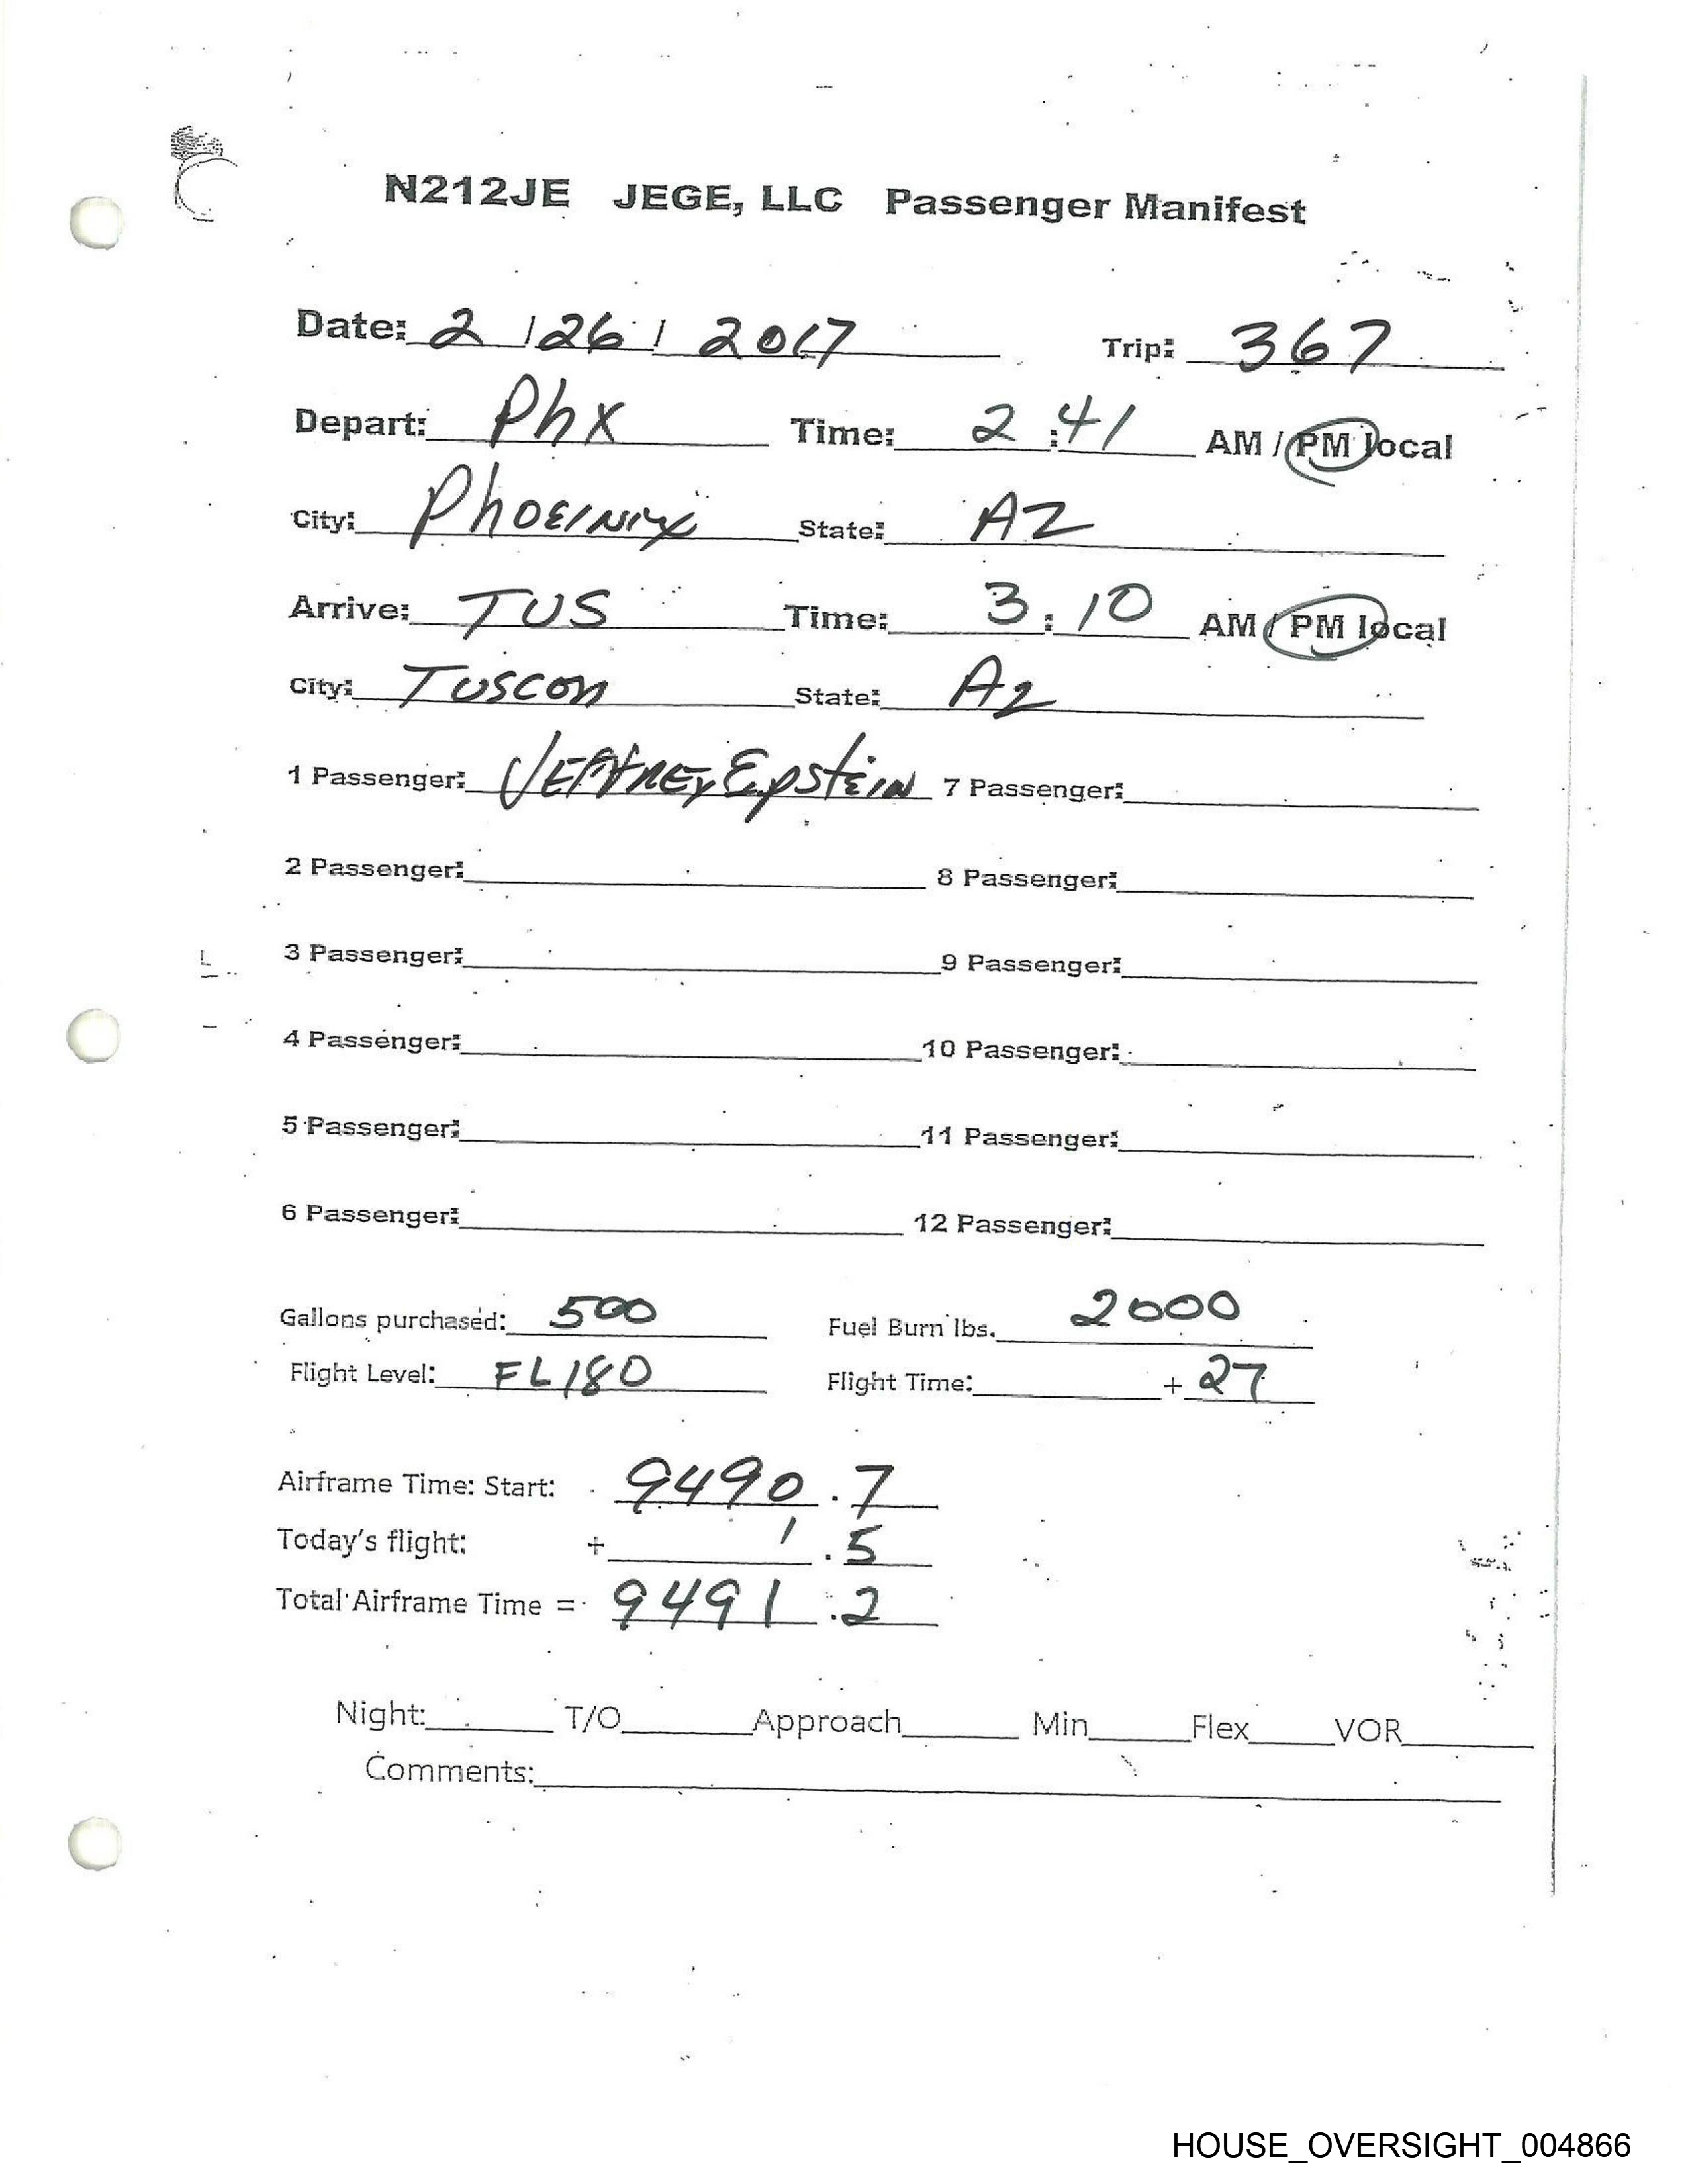 N212JE JEGE, LLC Passenger Manifest
Date: 2 / 26 / 2017 Trip: 367
Depart: Phx Time: 2 :41 AM / PM local
City: Phoeinix State: AZ
Arrive: TUS Time: 3 : 10 AM / PM local
City: Tuscon State: AZ
1 Passenger: Jeffrey Epstein 7 Passenger:
2 Passenger: 8 Passenger:
3 Passenger: 9 Passenger:
4 Passenger: 10 Passenger:
5 Passenger: 11 Passenger:
6 Passenger: 12 Passenger:
Gallons purchased: 500 Fuel Burn lbs. 2000
Flight Level: FL180 Flight Time: + 27
Airframe Time: Start: 9490 .7
Today's flight: + 1 .5
Total Airframe Time = 9491 .2
Night: T/O Approach Min Flex VOR
Comments:
HOUSE_OVERSIGHT_004866